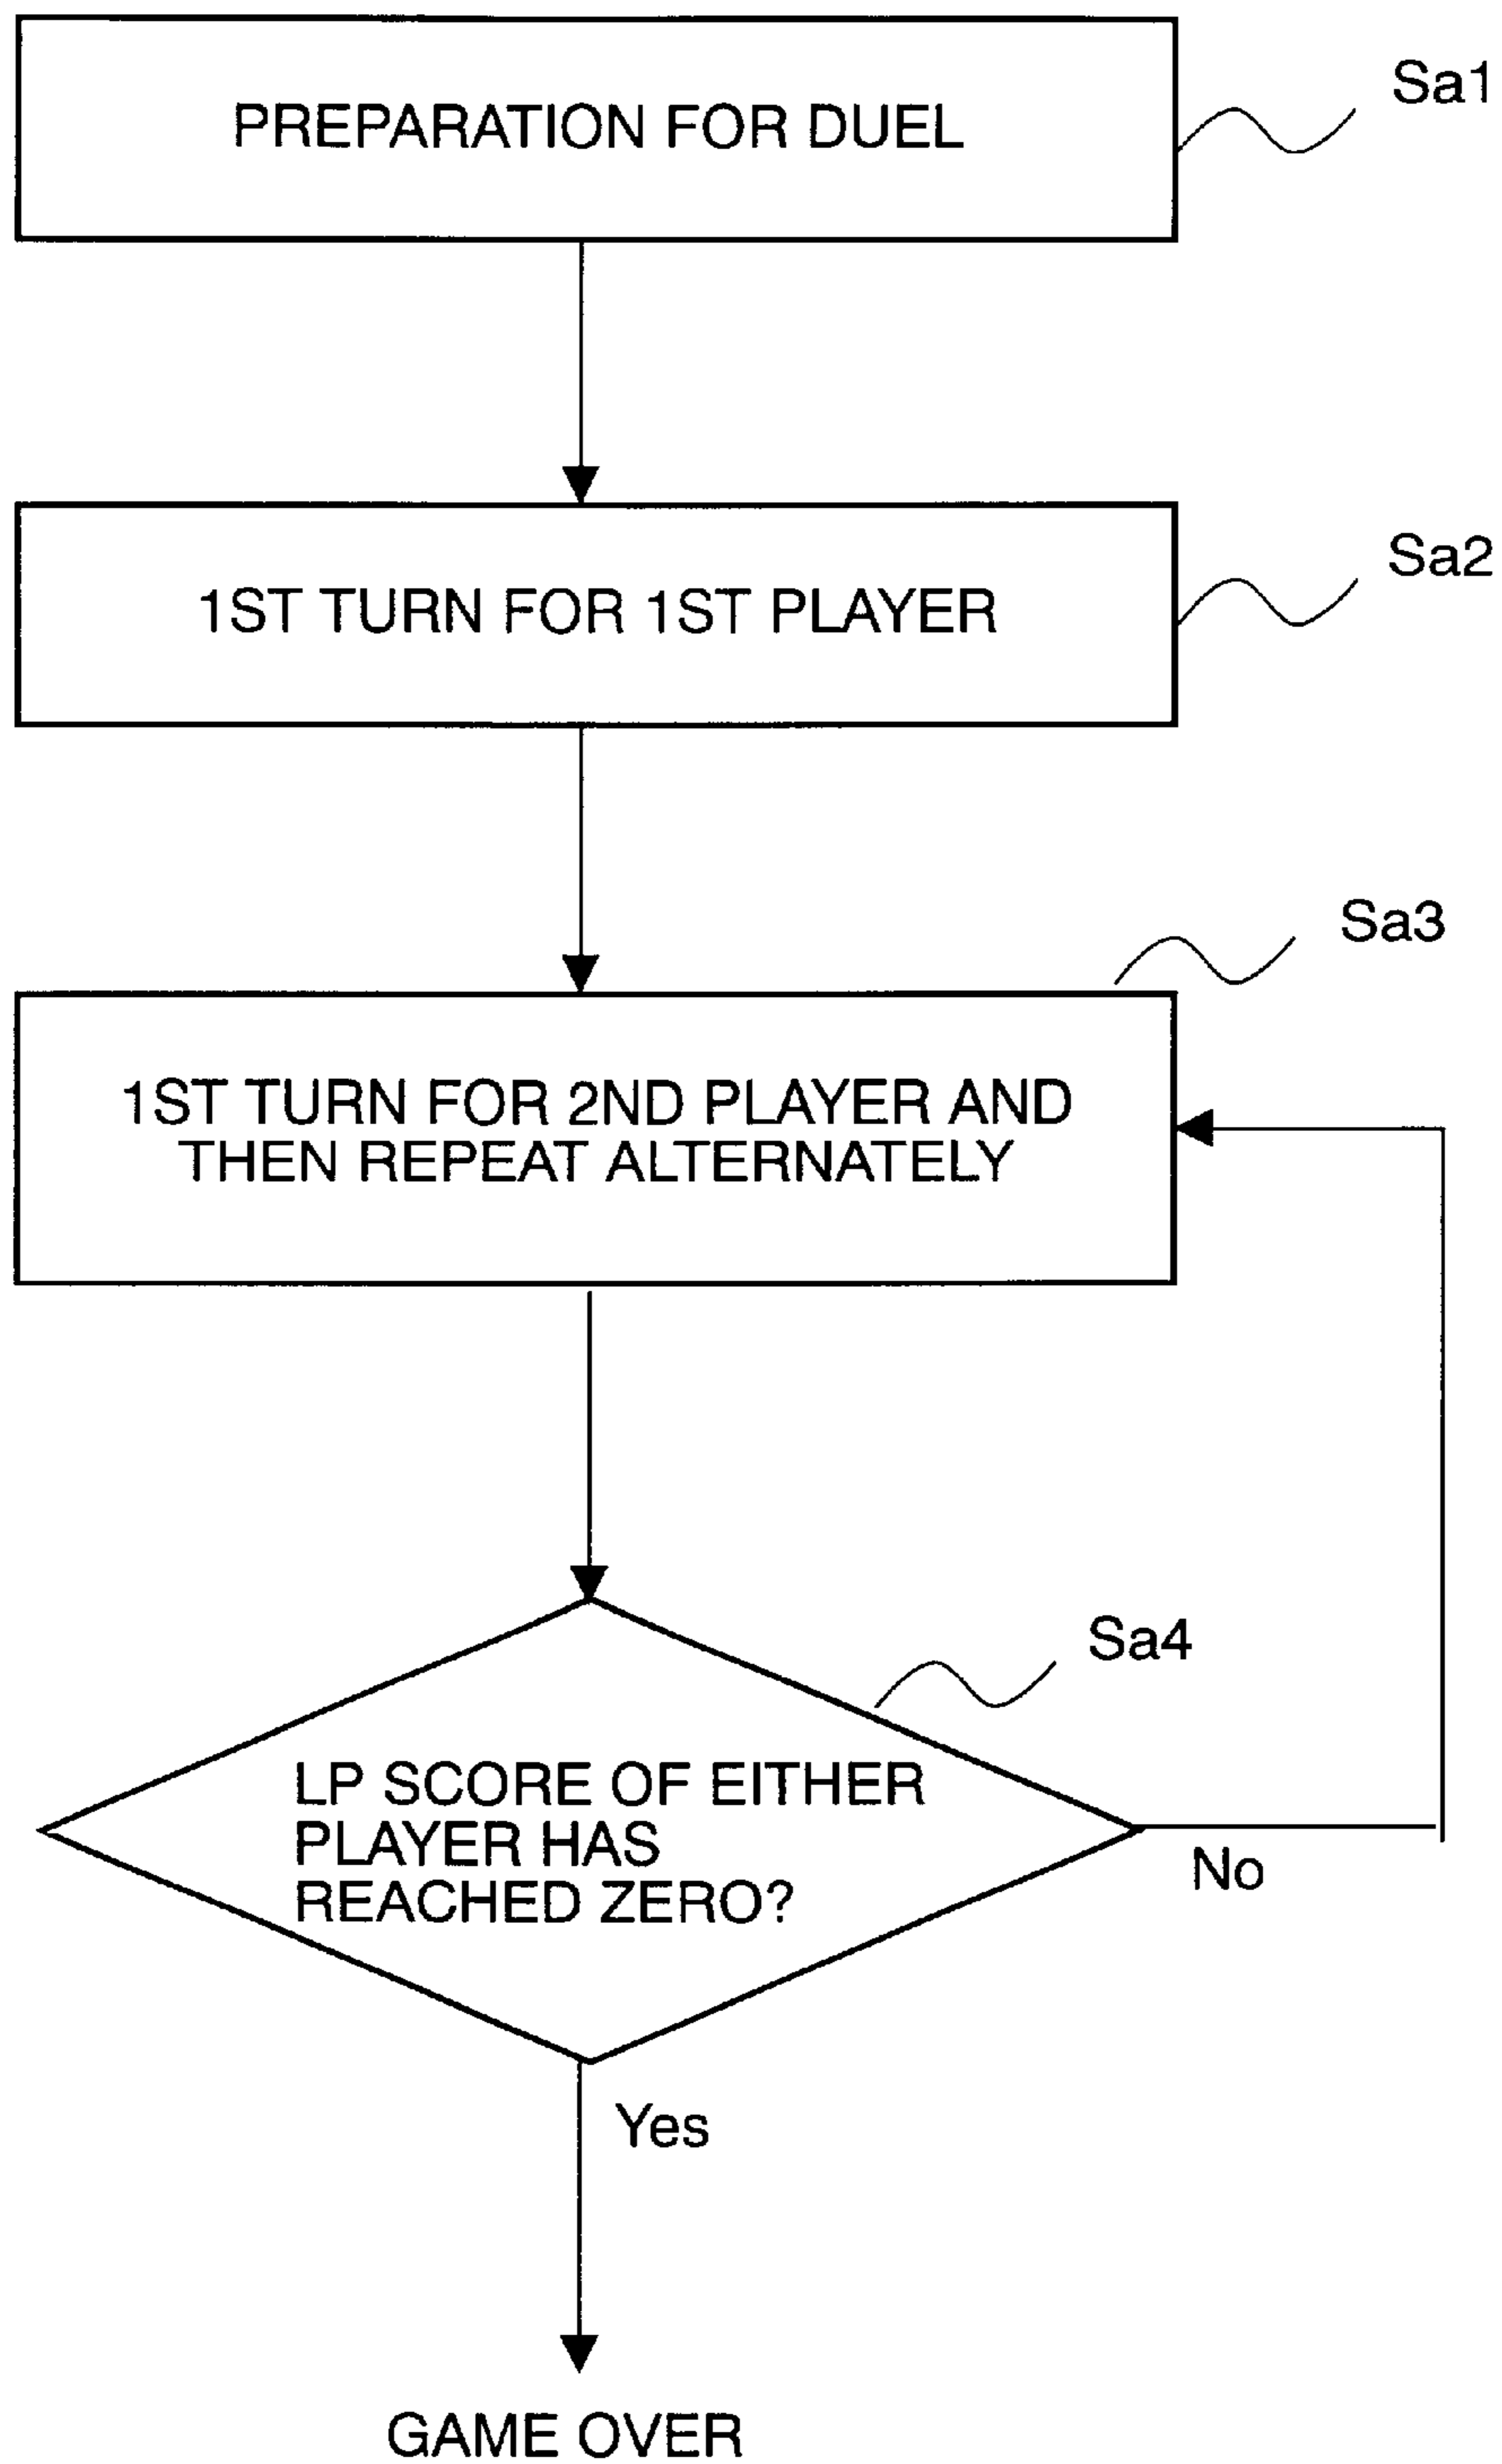 PREPARATION FOR DUEL
Sa1
1ST TURN FOR 1ST PLAYER
Sa2
Sa3
1ST TURN FOR 2ND PLAYER AND
THEN REPEAT ALTERNATELY
Sa4
LP SCORE OF EITHER
PLAYER HAS
REACHED ZERO?
No
Yes
GAME OVER